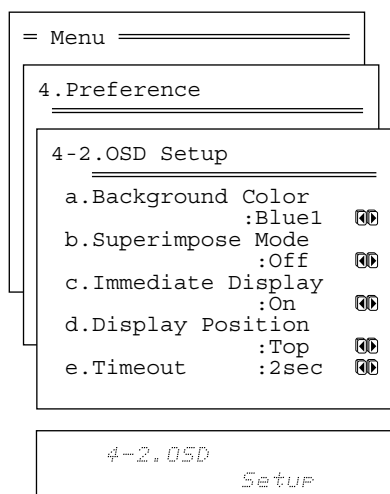 = Menu
4.Preference
4-2.OSD Setup
a.Background Color
:Blue1
b.Superimpose Mode
:Off
c.Immediate Display
:On
d.Display Position
:Top
e.Timeout :2sec
4-2.OSD
Setup